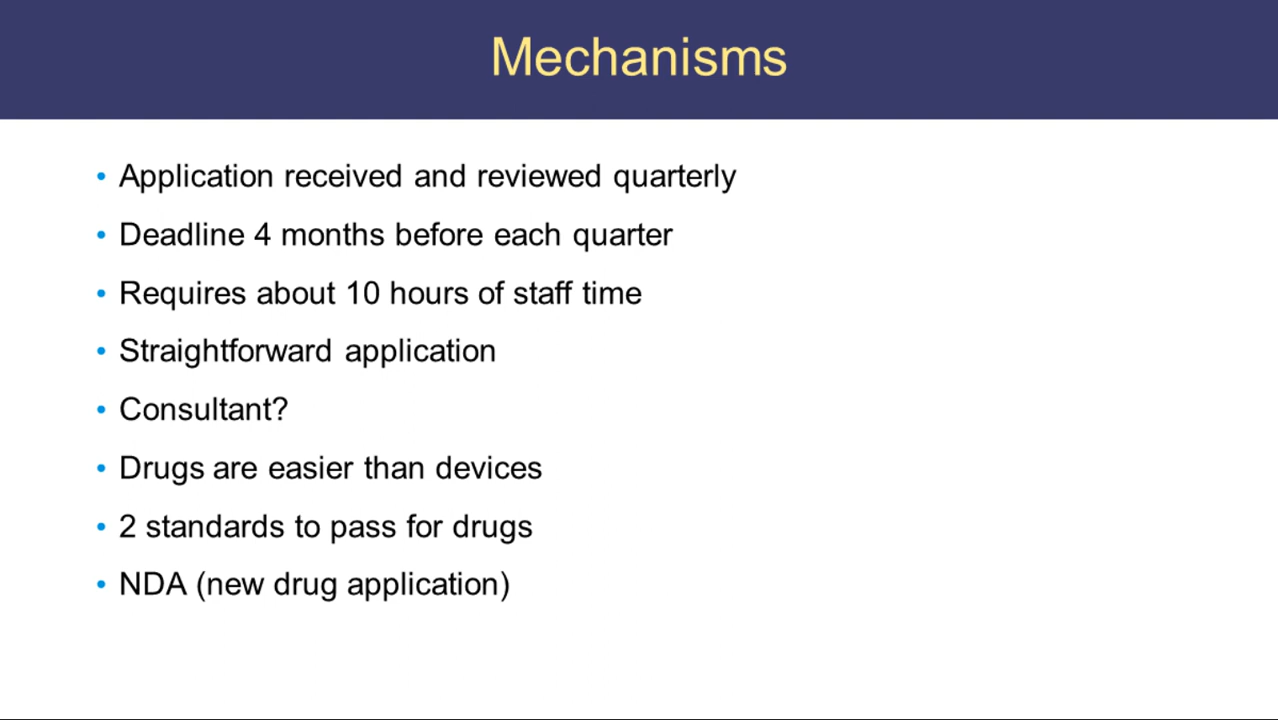 Mechanisms
• Application received and reviewed quarterly
• Deadline 4 months before each quarter
• Requires about 10 hours of staff time
• Straightforward application
• Consultant?
• Drugs are easier than devices
• 2 standards to pass for drugs
• NDA (new drug application)